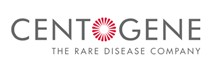 CENTOGENE
THE RARE DISEASE COMPANY